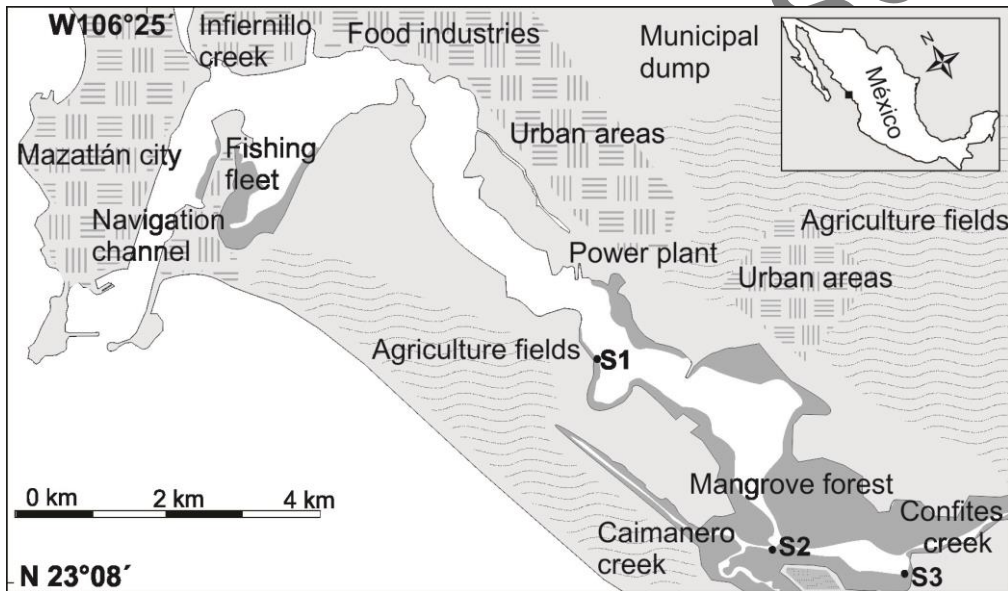 W106°25´
Infiernillo
creek
Food industries
Municipal
dump
N
México
Mazatlán city
Fishing
fleet
Urban areas
Navigation
channel
Agriculture fields
Power plant
Urban areas
Agriculture fields
S1
0 km 2 km 4 km
Mangrove forest
Caimanero
creek
S2
Confites
creek
S3
N 23°08´